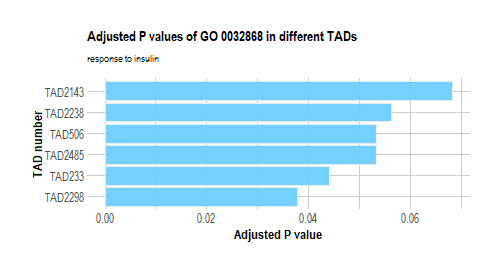 Adjusted P values of GO 0032868 in different TADs
response to insulin
TAD2143
TAD2238
TAD506
TAD2485
TAD233
TAD2298
TAD number
0.00 0.02 0.04 0.06
Adjusted P value